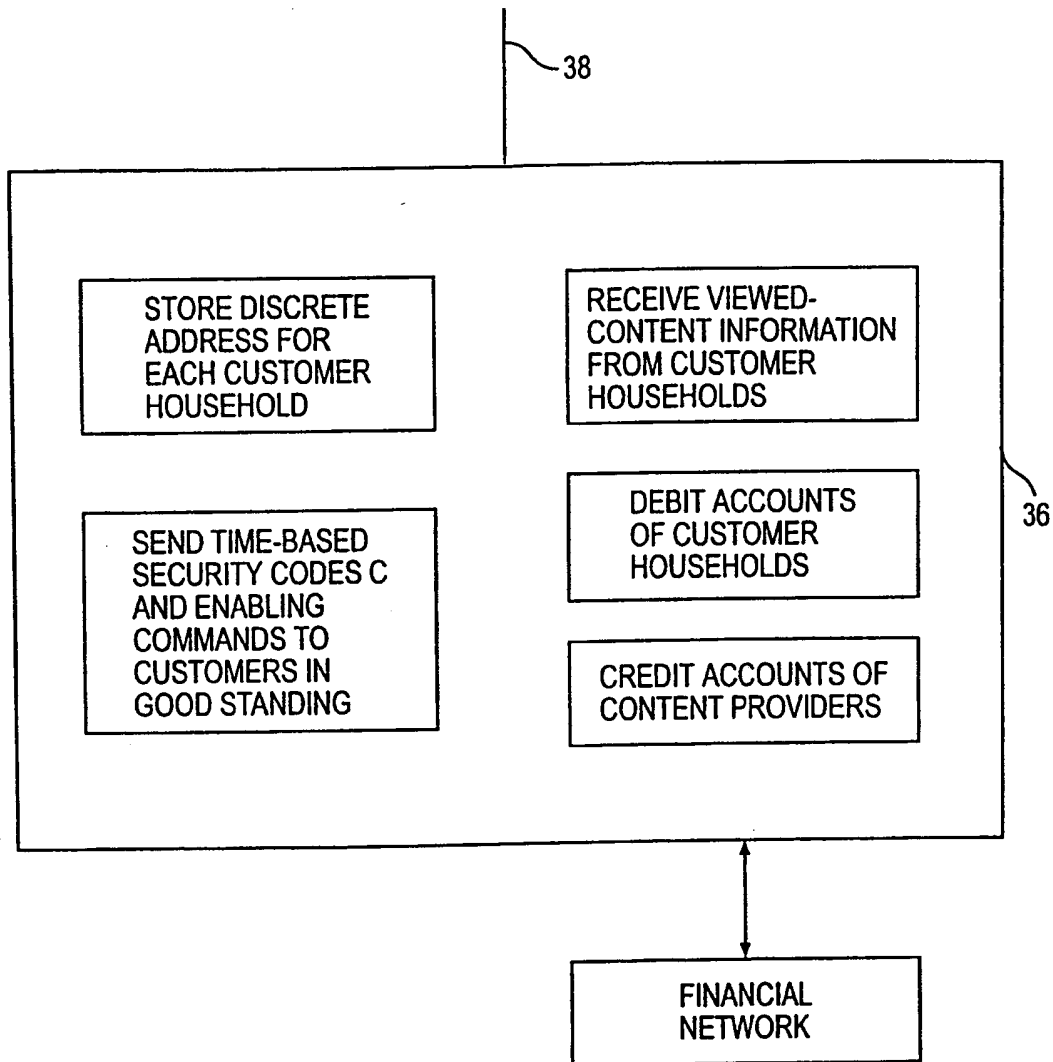 38
STORE DISCRETE
ADDRESS FOR
EACH CUSTOMER
HOUSEHOLD
RECEIVE VIEWED-
CONTENT INFORMATION
FROM CUSTOMER
HOUSEHOLDS
SEND TIME-BASED
SECURITY CODES C
AND ENABLING
COMMANDS TO
CUSTOMERS IN
GOOD STANDING
DEBIT ACCOUNTS
OF CUSTOMER
HOUSEHOLDS
36
CREDIT ACCOUNTS OF
CONTENT PROVIDERS
FINANCIAL
NETWORK